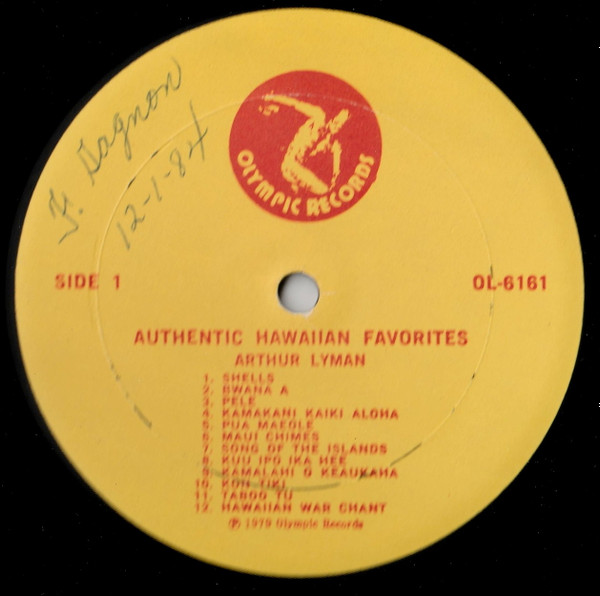 F. Gagnon
12-1-84
OLYMPIC RECORDS
SIDE 1
OL-6161
AUTHENTIC HAWAIIAN FAVORITES
ARTHUR LYMAN
1. SHELLS
2. BWANA A
3. PELE
4. KAMAKANI KAIKI ALOHA
5. PUA MAEOLE
6. MAUI CHIMES
7. SONG OF THE ISLANDS
8. KUU IPO IKA HEE
9. KAMALAHI O KEAUKAHA
10. KON TIKI
11. TABOO TU
12. HAWAIIAN WAR CHANT
℗ 1979 Olympic Records